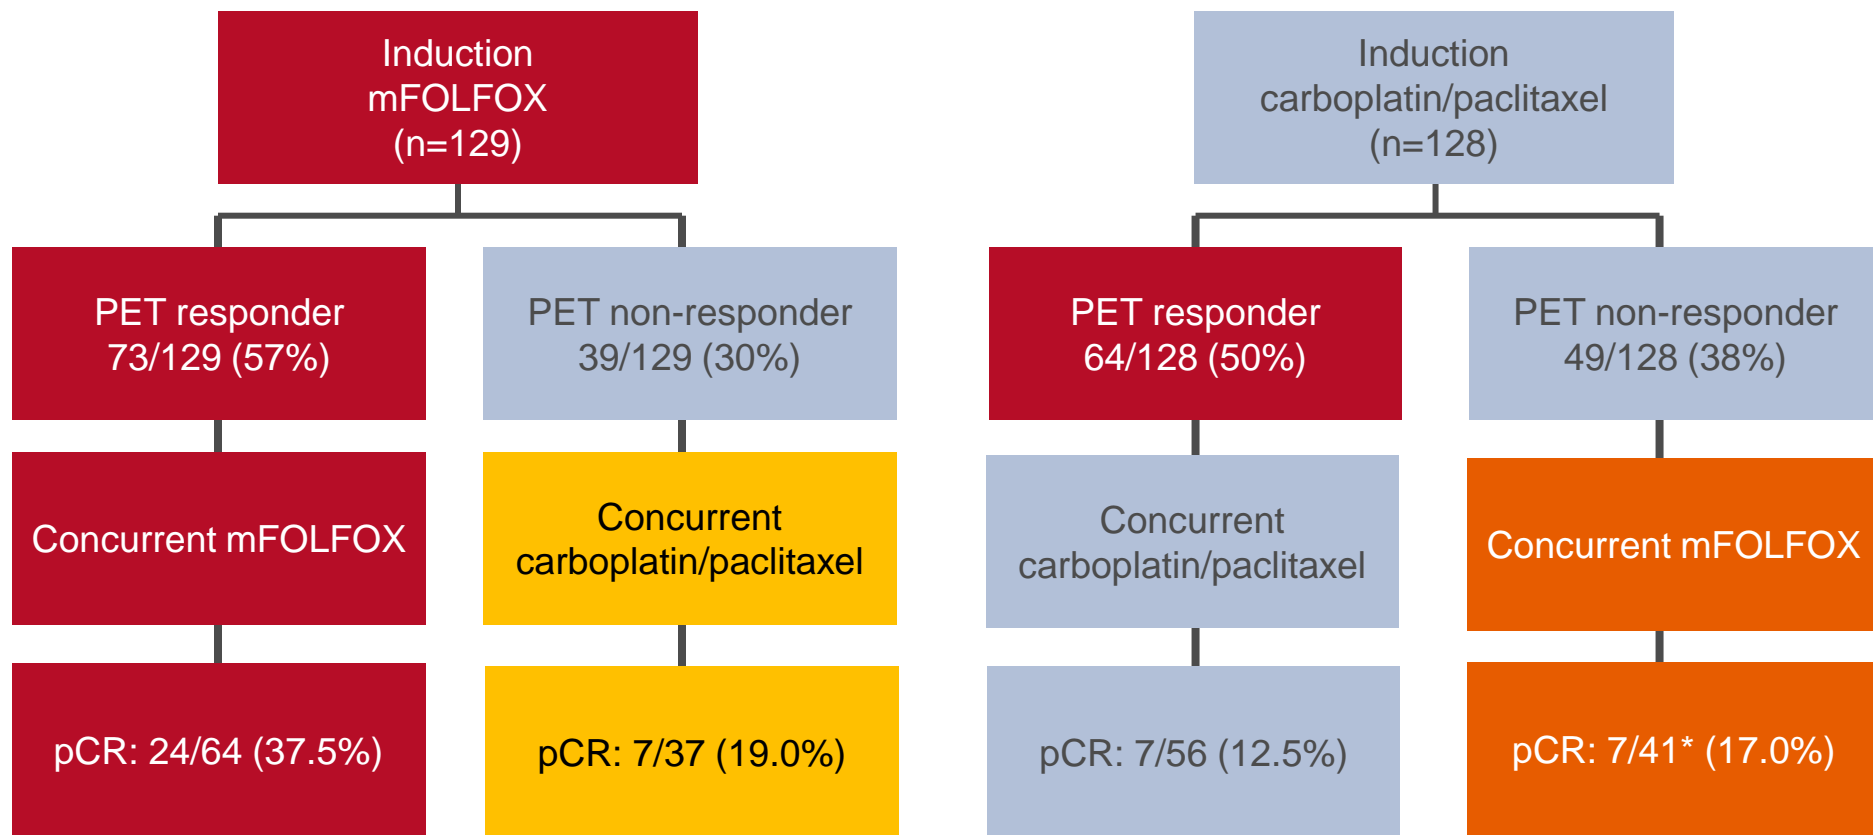 Induction
mFOLFOX
(n=129)
Induction
carboplatin/paclitaxel
(n=128)
PET responder
73/129 (57%)
PET non-responder
39/129 (30%)
PET responder
64/128 (50%)
PET non-responder
49/128 (38%)
Concurrent mFOLFOX
Concurrent
carboplatin/paclitaxel
Concurrent
carboplatin/paclitaxel
Concurrent mFOLFOX
pCR: 24/64 (37.5%)
pCR: 7/37 (19.0%)
pCR: 7/56 (12.5%)
pCR: 7/41* (17.0%)